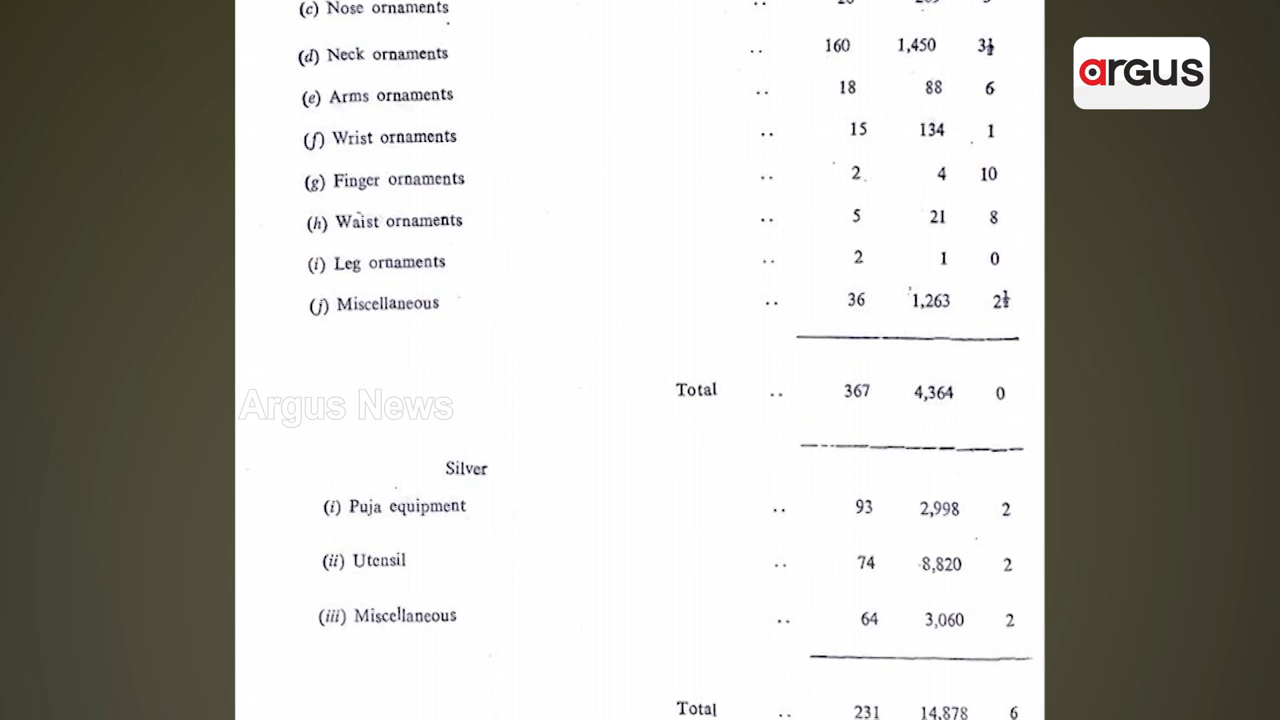 (c) Nose ornaments ..
argus
(d) Neck ornaments .. 160 1,450 3½
(e) Arms ornaments .. 18 88 6
(f) Wrist ornaments .. 15 134 1
(g) Finger ornaments .. 2 4 10
(h) Waist ornaments .. 5 21 8
(i) Leg ornaments .. 2 1 0
(j) Miscellaneous .. 36 1,263 2½
Total .. 367 4,364 0
Argus News
Silver
(i) Puja equipment .. 93 2,998 2
(ii) Utensil .. 74 8,820 2
(iii) Miscellaneous .. 64 3,060 2
Total .. 231 14,878 6